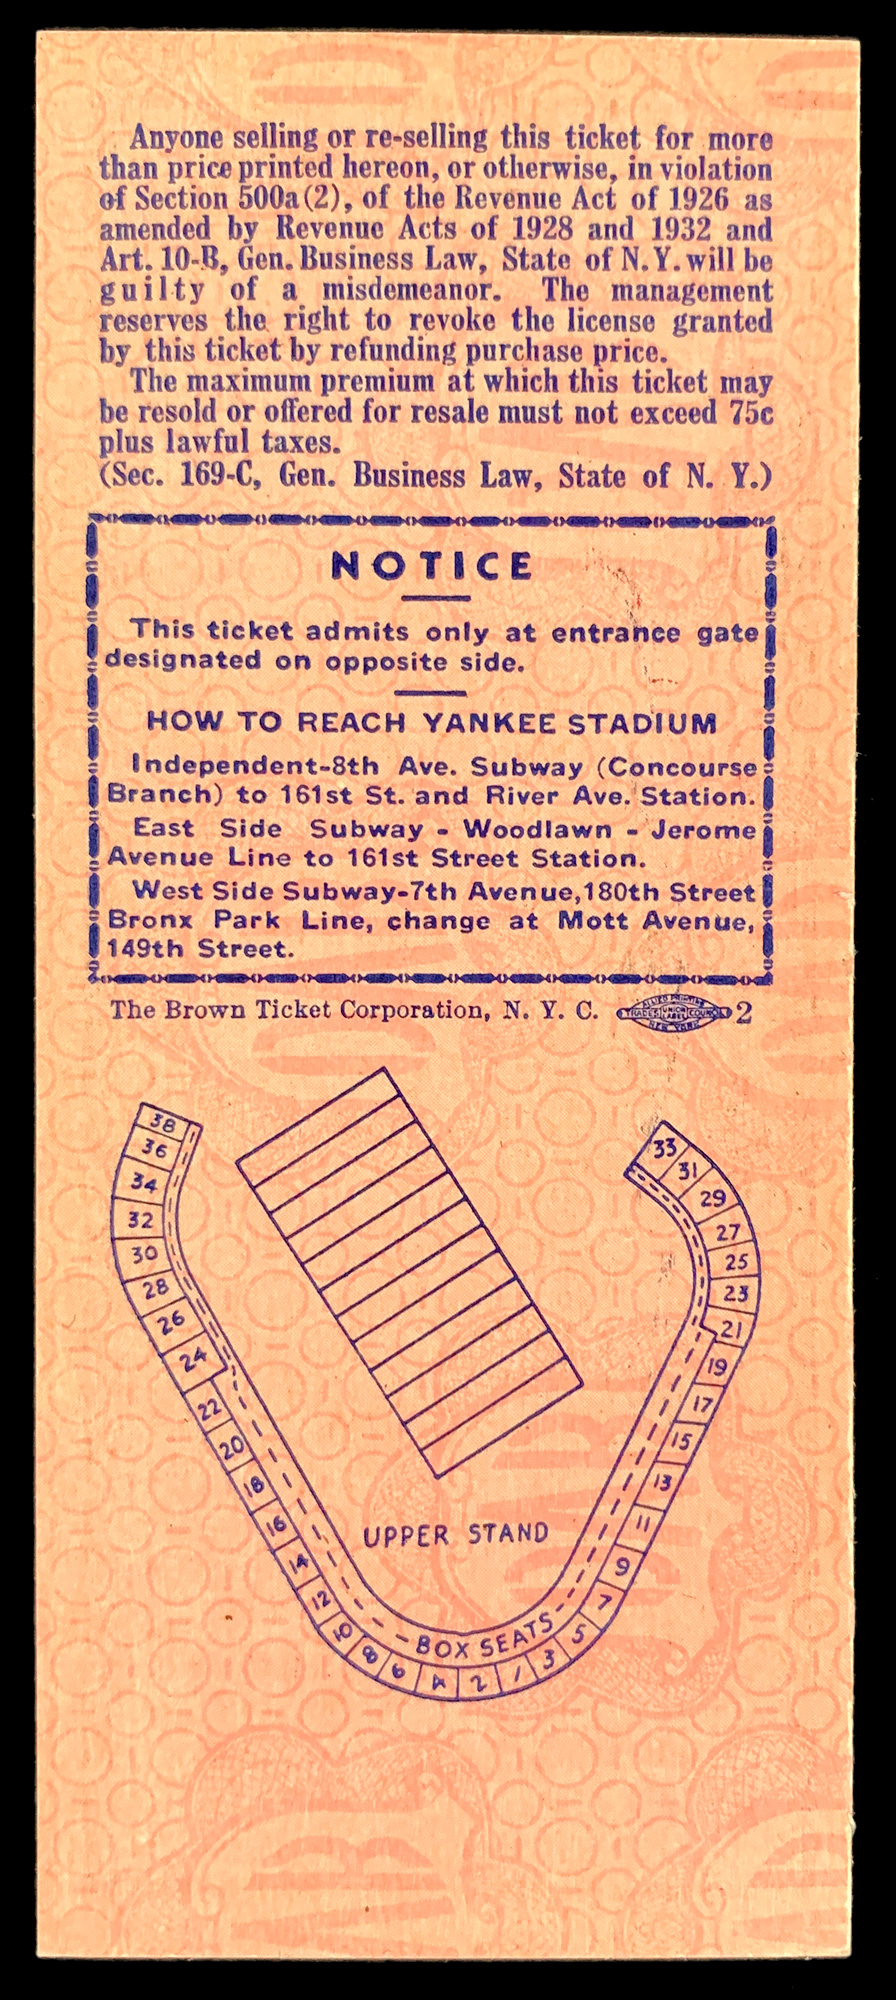 Anyone selling or re-selling this ticket for more
than price printed hereon, or otherwise, in violation
of Section 500a(2), of the Revenue Act of 1926 as
amended by Revenue Acts of 1928 and 1932 and
Art. 10-B, Gen. Business Law, State of N.Y. will be
guilty of a misdemeanor. The management
reserves the right to revoke the license granted
by this ticket by refunding purchase price.
The maximum premium at which this ticket may
be resold or offered for resale must not exceed 75c
plus lawful taxes.
(Sec. 169-C, Gen. Business Law, State of N. Y.)
NOTICE
This ticket admits only at entrance gate
designated on opposite side.
HOW TO REACH YANKEE STADIUM
Independent-8th Ave. Subway (Concourse
Branch) to 161st St. and River Ave. Station.
East Side Subway - Woodlawn - Jerome
Avenue Line to 161st Street Station.
West Side Subway-7th Avenue, 180th Street
Bronx Park Line, change at Mott Avenue,
149th Street.
The Brown Ticket Corporation, N. Y. C.
ALLIED PRINTING
TRADES UNION LABEL COUNCIL
NEW YORK
2
38
36
34
32
30
28
26
24
22
20
18
16
14
12
10
8
6
4
2
1
3
5
7
9
11
13
15
17
19
21
23
25
27
29
31
33
UPPER STAND
BOX SEATS